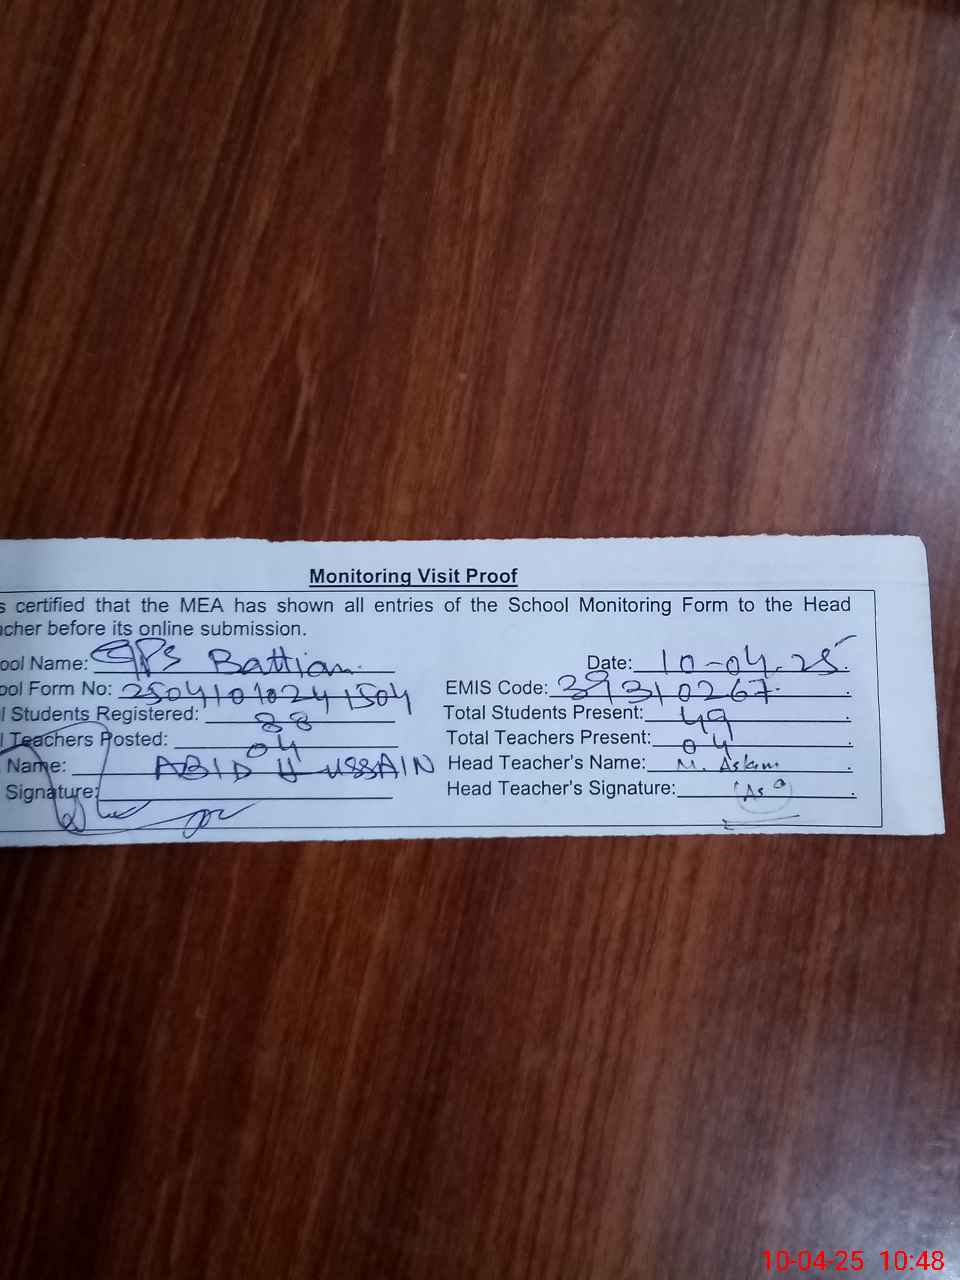 Monitoring Visit Proof
s certified that the MEA has shown all entries of the School Monitoring Form to the Head
acher before its online submission.
ool Name: GPS Battian. Date: 10-04.25.
ool Form No: 25041010241504 EMIS Code: 39310267.
l Students Registered: 88 Total Students Present: 49.
l Teachers Posted: 04 Total Teachers Present: 04.
Name: ABID HUSSAIN Head Teacher's Name: M. Aslam.
Signature: Head Teacher's Signature:
10-04-25 10:48